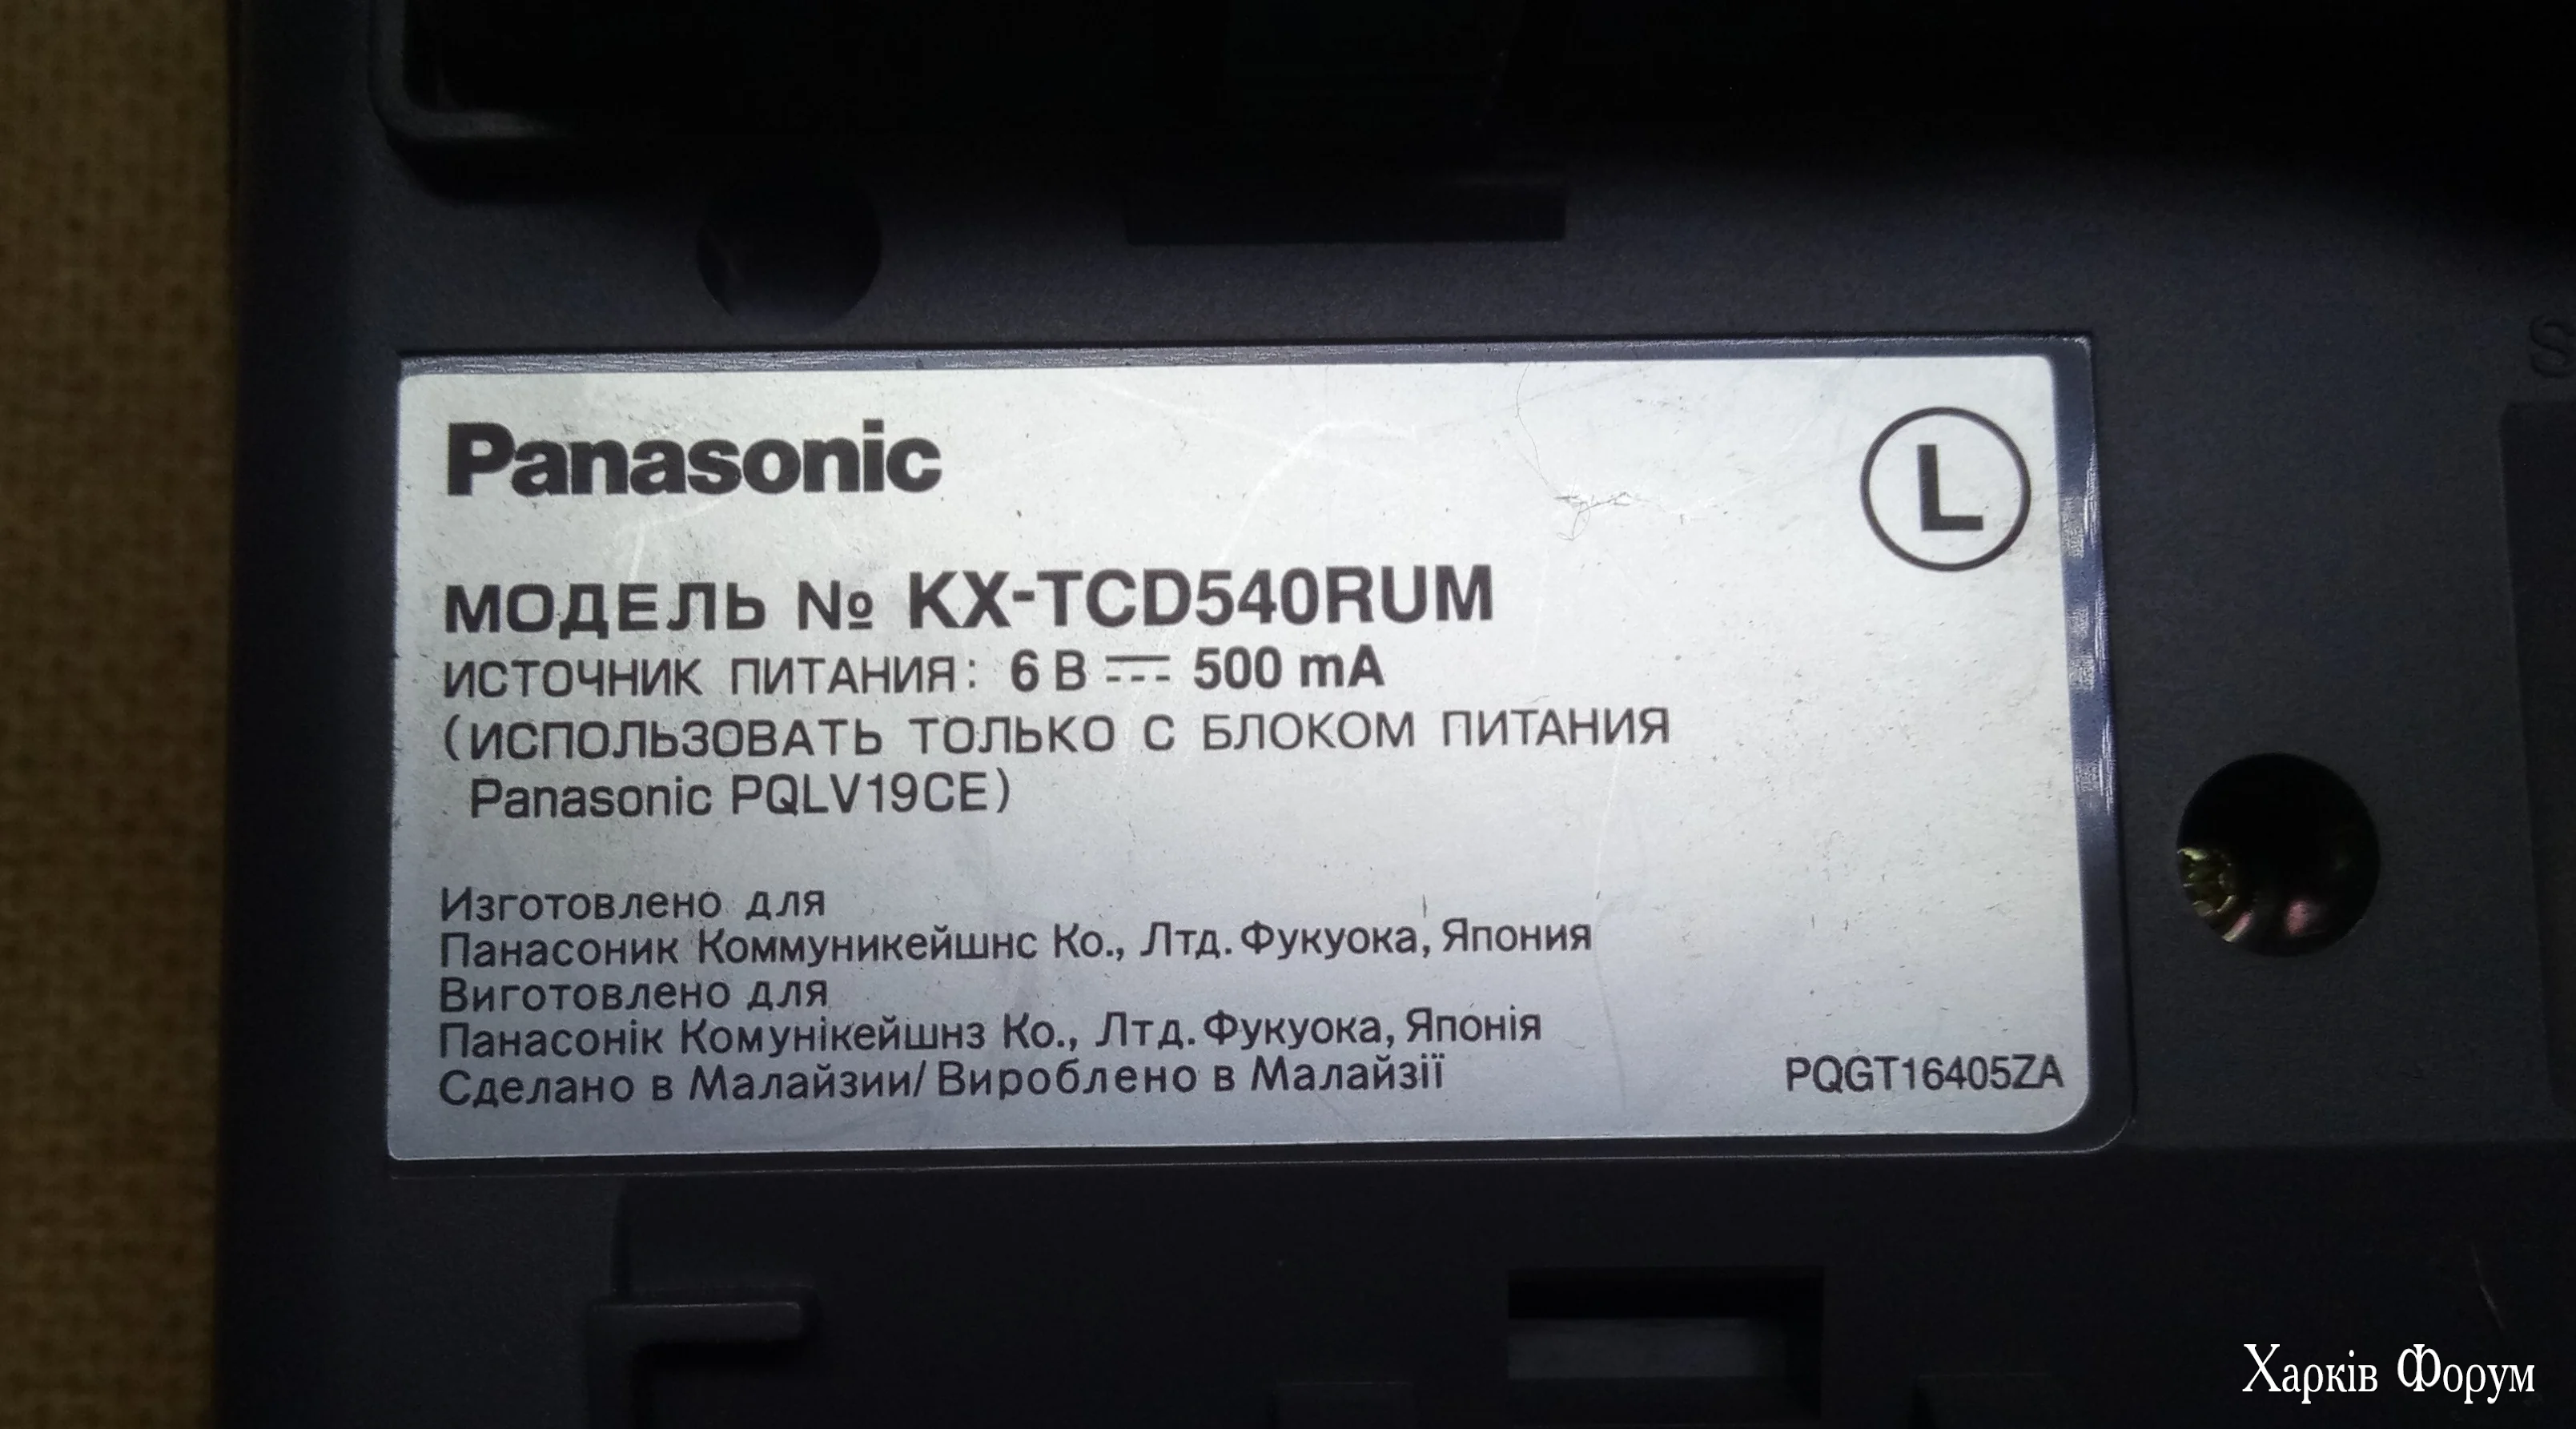 Panasonic
L
МОДЕЛЬ № KX-TCD540RUM
ИСТОЧНИК ПИТАНИЯ: 6 В ⎓ 500 mA
(ИСПОЛЬЗОВАТЬ ТОЛЬКО С БЛОКОМ ПИТАНИЯ
Panasonic PQLV19CE)
Изготовлено для
Панасоник Коммуникейшнс Ко., Лтд. Фукуока, Япония
Виготовлено для
Панасонік Комунікейшнз Ко., Лтд. Фукуока, Японія
Сделано в Малайзии/ Вироблено в Малайзії
PQGT16405ZA
Харків Форум